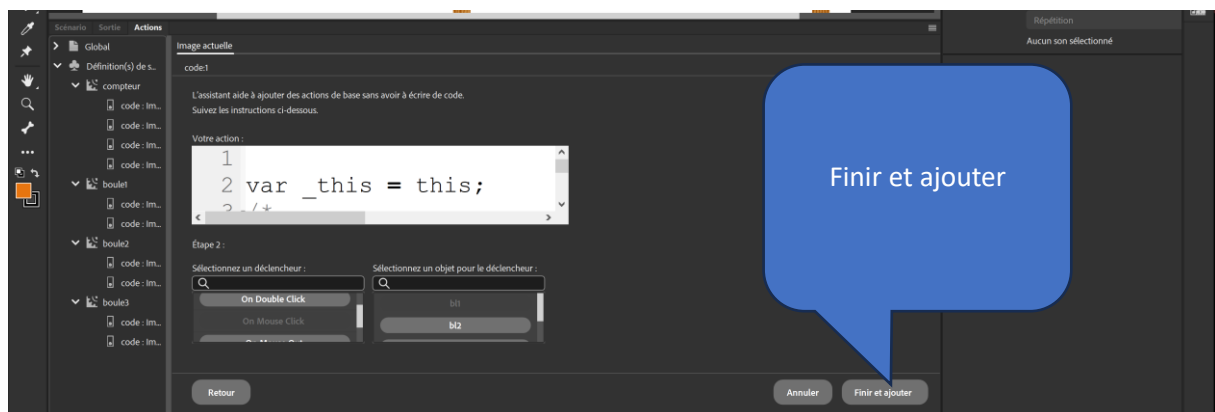 Répétition
Scénario Sortie Actions
Aucun son sélectionné
Global
Image actuelle
Définition(s) de s...
code:1
compteur
L'assistant aide à ajouter des actions de base sans avoir à écrire de code.
code : Im...
Suivez les instructions ci-dessous.
code : Im...
Votre action :
code : Im...
1
code : Im...
2 var _this = this;
boule1
3 /*
code : Im...
code : Im...
Étape 2 :
boule2
code : Im...
Sélectionnez un déclencheur :
Sélectionnez un objet pour le déclencheur :
code : Im...
On Double Click
bl1
boule3
On Mouse Click
bl2
code : Im...
On Mouse Out
code : Im...
Retour
Annuler
Finir et ajouter
Finir et ajouter